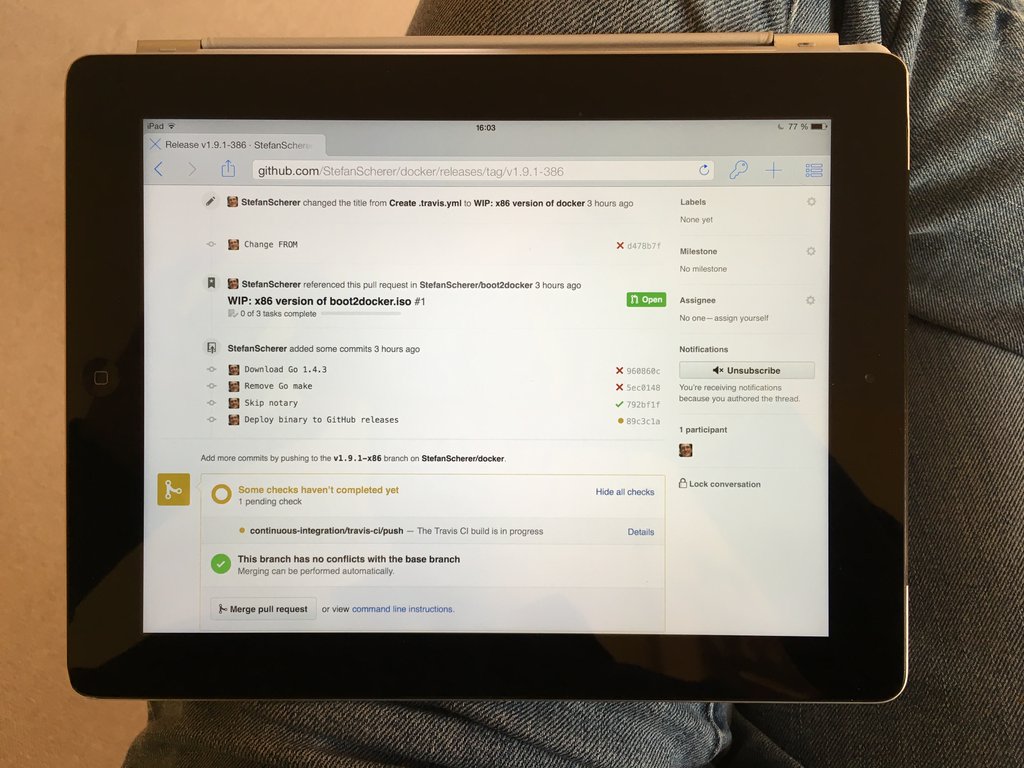 iPad 16:03 77 %
Release v1.9.1-386 · StefanSchere
github.com/StefanScherer/docker/releases/tag/v1.9.1-386
StefanScherer changed the title from Create .travis.yml to WIP: x86 version of docker 3 hours ago
Change FROM d478b7f
StefanScherer referenced this pull request in StefanScherer/boot2docker 3 hours ago
WIP: x86 version of boot2docker.iso #1 Open
0 of 3 tasks complete
StefanScherer added some commits 3 hours ago
Download Go 1.4.3 960860c
Remove Go make 5ec0148
Skip notary 792bf1f
Deploy binary to GitHub releases 89c3c1a
Add more commits by pushing to the v1.9.1-x86 branch on StefanScherer/docker.
Some checks haven't completed yet Hide all checks
1 pending check
continuous-integration/travis-ci/push — The Travis CI build is in progress Details
This branch has no conflicts with the base branch
Merging can be performed automatically.
Merge pull request or view command line instructions.
Labels
None yet
Milestone
No milestone
Assignee
No one—assign yourself
Notifications
Unsubscribe
You're receiving notifications
because you authored the thread.
1 participant
Lock conversation